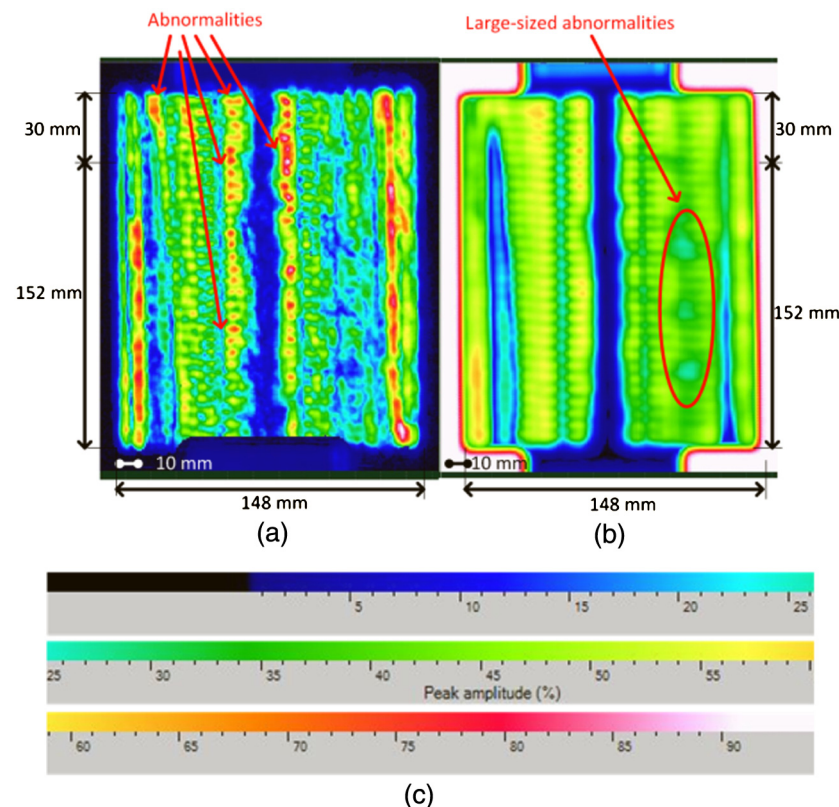 Abnormalities
Large-sized abnormalities
30 mm
30 mm
152 mm
152 mm
10 mm
10 mm
148 mm
148 mm
(a)
(b)
5 10 15 20 25
25 30 35 40 45 50 55
Peak amplitude (%)
60 65 70 75 80 85 90
(c)